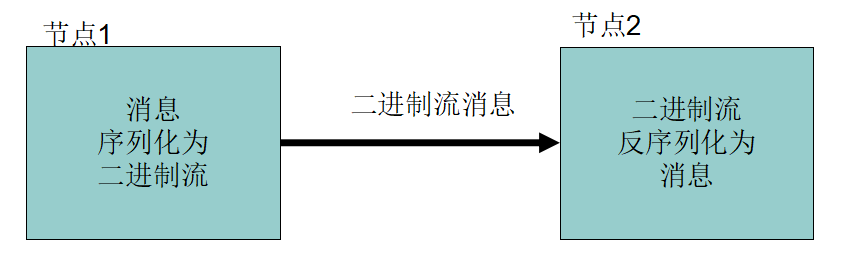 节点1
消息
序列化为
二进制流
二进制流消息
节点2
二进制流
反序列化为
消息